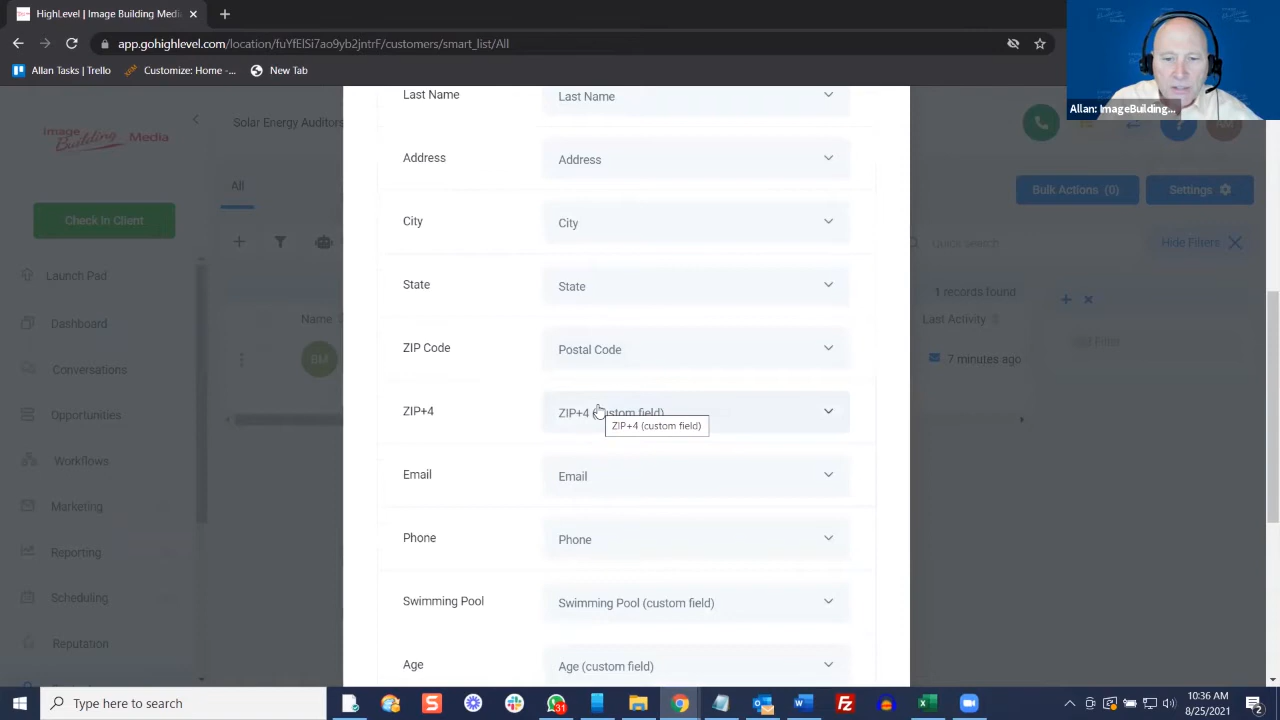 HighLevel | Image Building Medi
app.gohighlevel.com/location/fuYfElSi7ao9yb2jntrF/customers/smart_list/All
Allan Tasks | Trello
Customize: Home -...
New Tab
Allan: ImageBuilding...
Image
Building
Media
Check In Client
Launch Pad
Dashboard
Conversations
Opportunities
Workflows
Marketing
Reporting
Scheduling
Reputation
Solar Energy Auditors
All
Name
BM
Last Name
Last Name
Address
Address
City
City
State
State
ZIP Code
Postal Code
ZIP+4
ZIP+4 (custom field)
ZIP+4 (custom field)
Email
Email
Phone
Phone
Swimming Pool
Swimming Pool (custom field)
Age
Age (custom field)
Bulk Actions (0)
Settings
Quick search
Hide Filters
1 records found
Last Activity
7 minutes ago
Type here to search
31
10:36 AM
8/25/2021
2